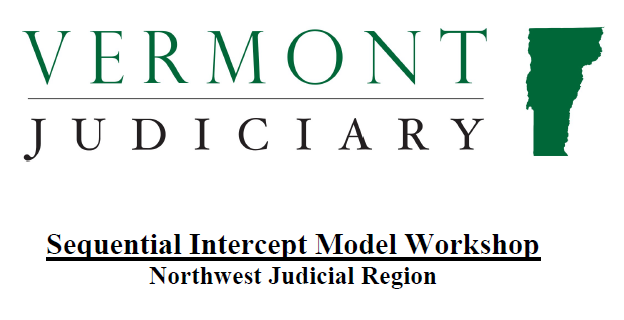 VERMONT
JUDICIARY
Sequential Intercept Model Workshop
Northwest Judicial Region